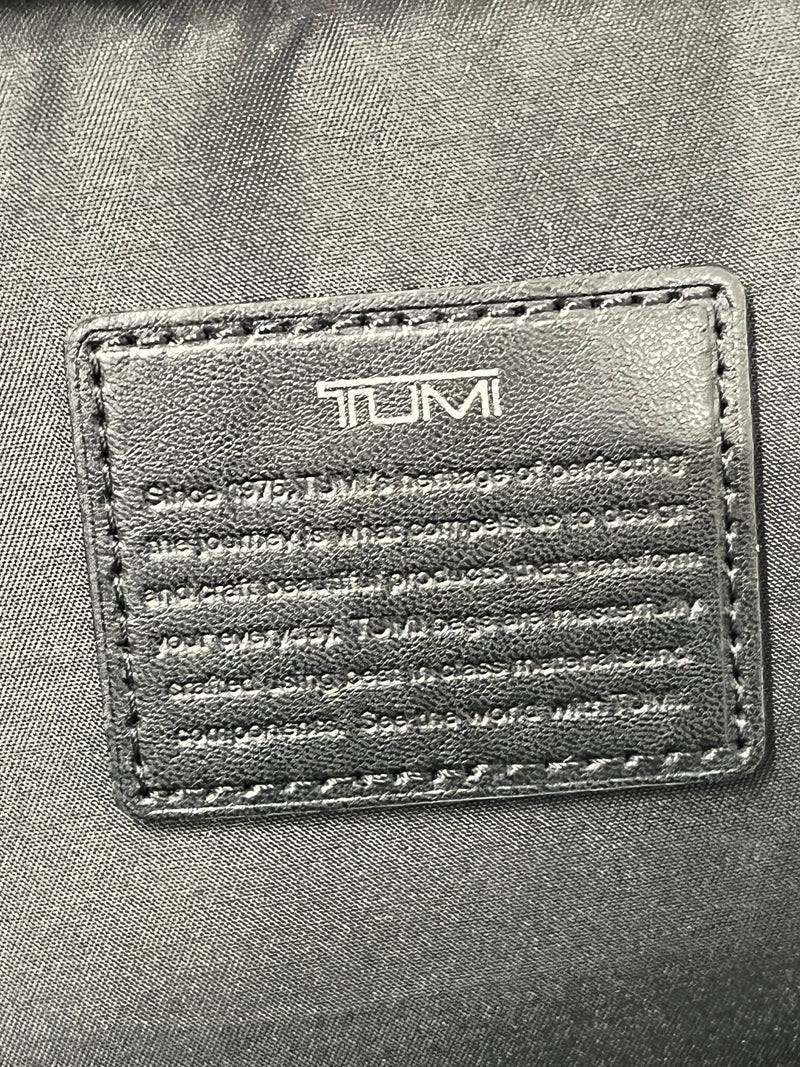 TUMI
Since 1975, TUMI's heritage of perfecting
the journey is what compels us to design
and craft beautiful products that transform
your everyday. TUMI bags are masterfully
crafted using best in class materials and
components. See the world with TUMI.